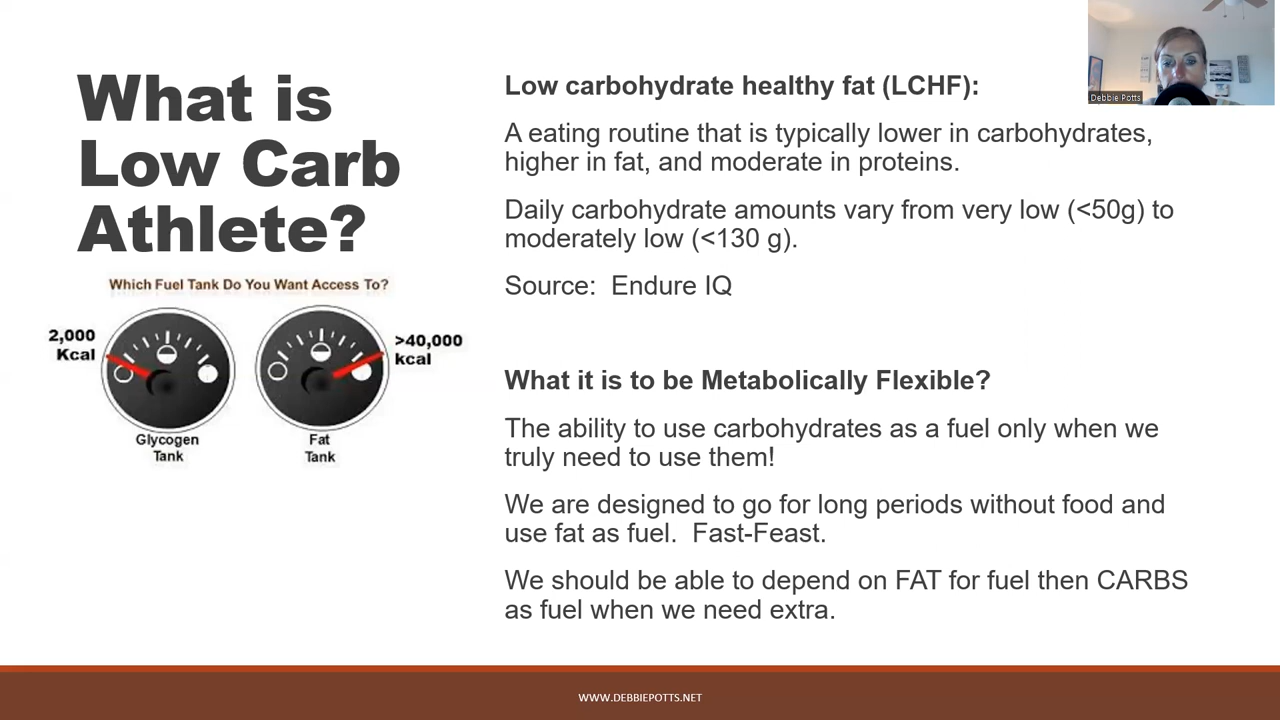 What is
Low Carb
Athlete?
Which Fuel Tank Do You Want Access To?
2,000
Kcal
>40,000
kcal
Glycogen
Tank
Fat
Tank
Low carbohydrate healthy fat (LCHF):
A eating routine that is typically lower in carbohydrates,
higher in fat, and moderate in proteins.
Daily carbohydrate amounts vary from very low (<50g) to
moderately low (<130 g).
Source:  Endure IQ
What it is to be Metabolically Flexible?
The ability to use carbohydrates as a fuel only when we
truly need to use them!
We are designed to go for long periods without food and
use fat as fuel.  Fast-Feast.
We should be able to depend on FAT for fuel then CARBS
as fuel when we need extra.
Debbie Potts
WWW.DEBBIEPOTTS.NET